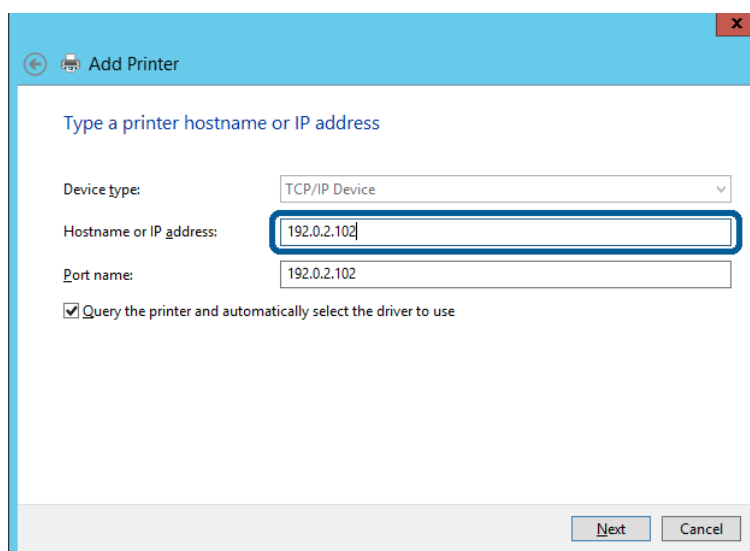 x
Add Printer
Type a printer hostname or IP address
Device type: TCP/IP Device
Hostname or IP address: 192.0.2.102
Port name: 192.0.2.102
Query the printer and automatically select the driver to use
Next Cancel